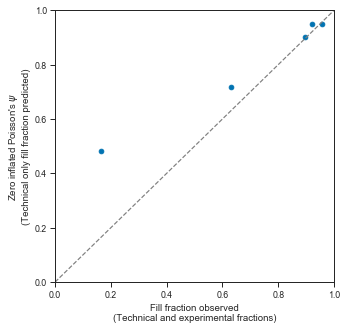 1.0
0.8
0.6
0.4
0.2
0.0
Zero inflated Poisson's ψ
(Technical only fill fraction predicted)
0.0 0.2 0.4 0.6 0.8 1.0
Fill fraction observed
(Technical and experimental fractions)